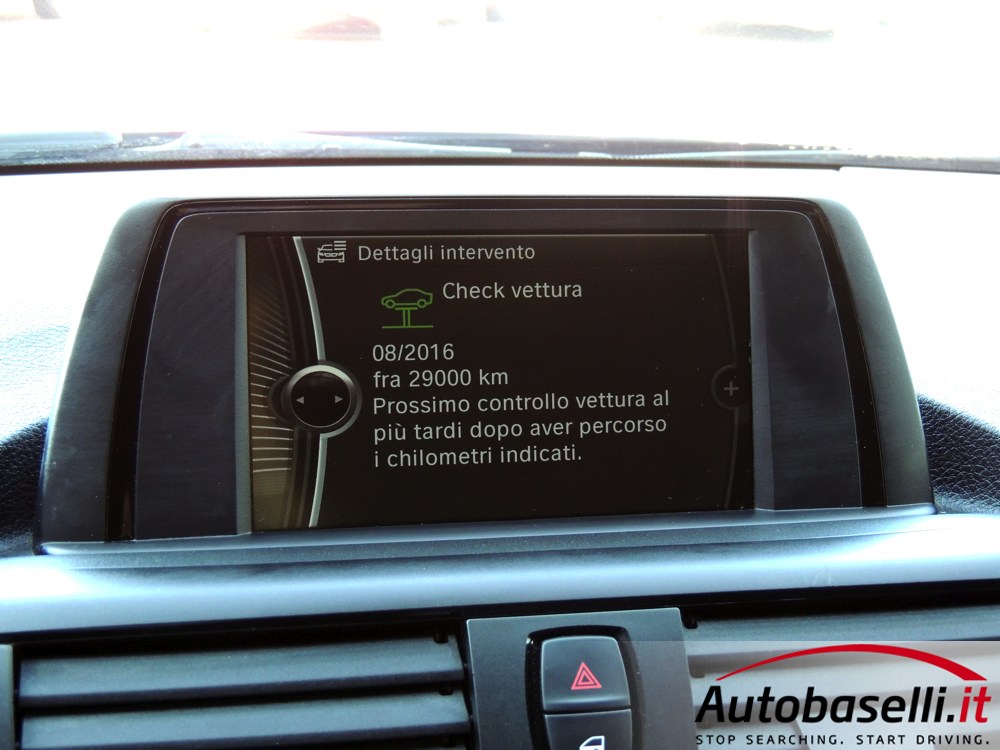 Dettagli intervento
Check vettura
08/2016
fra 29000 km
Prossimo controllo vettura al
più tardi dopo aver percorso
i chilometri indicati.
+
Autobaselli.it
STOP SEARCHING. START DRIVING.